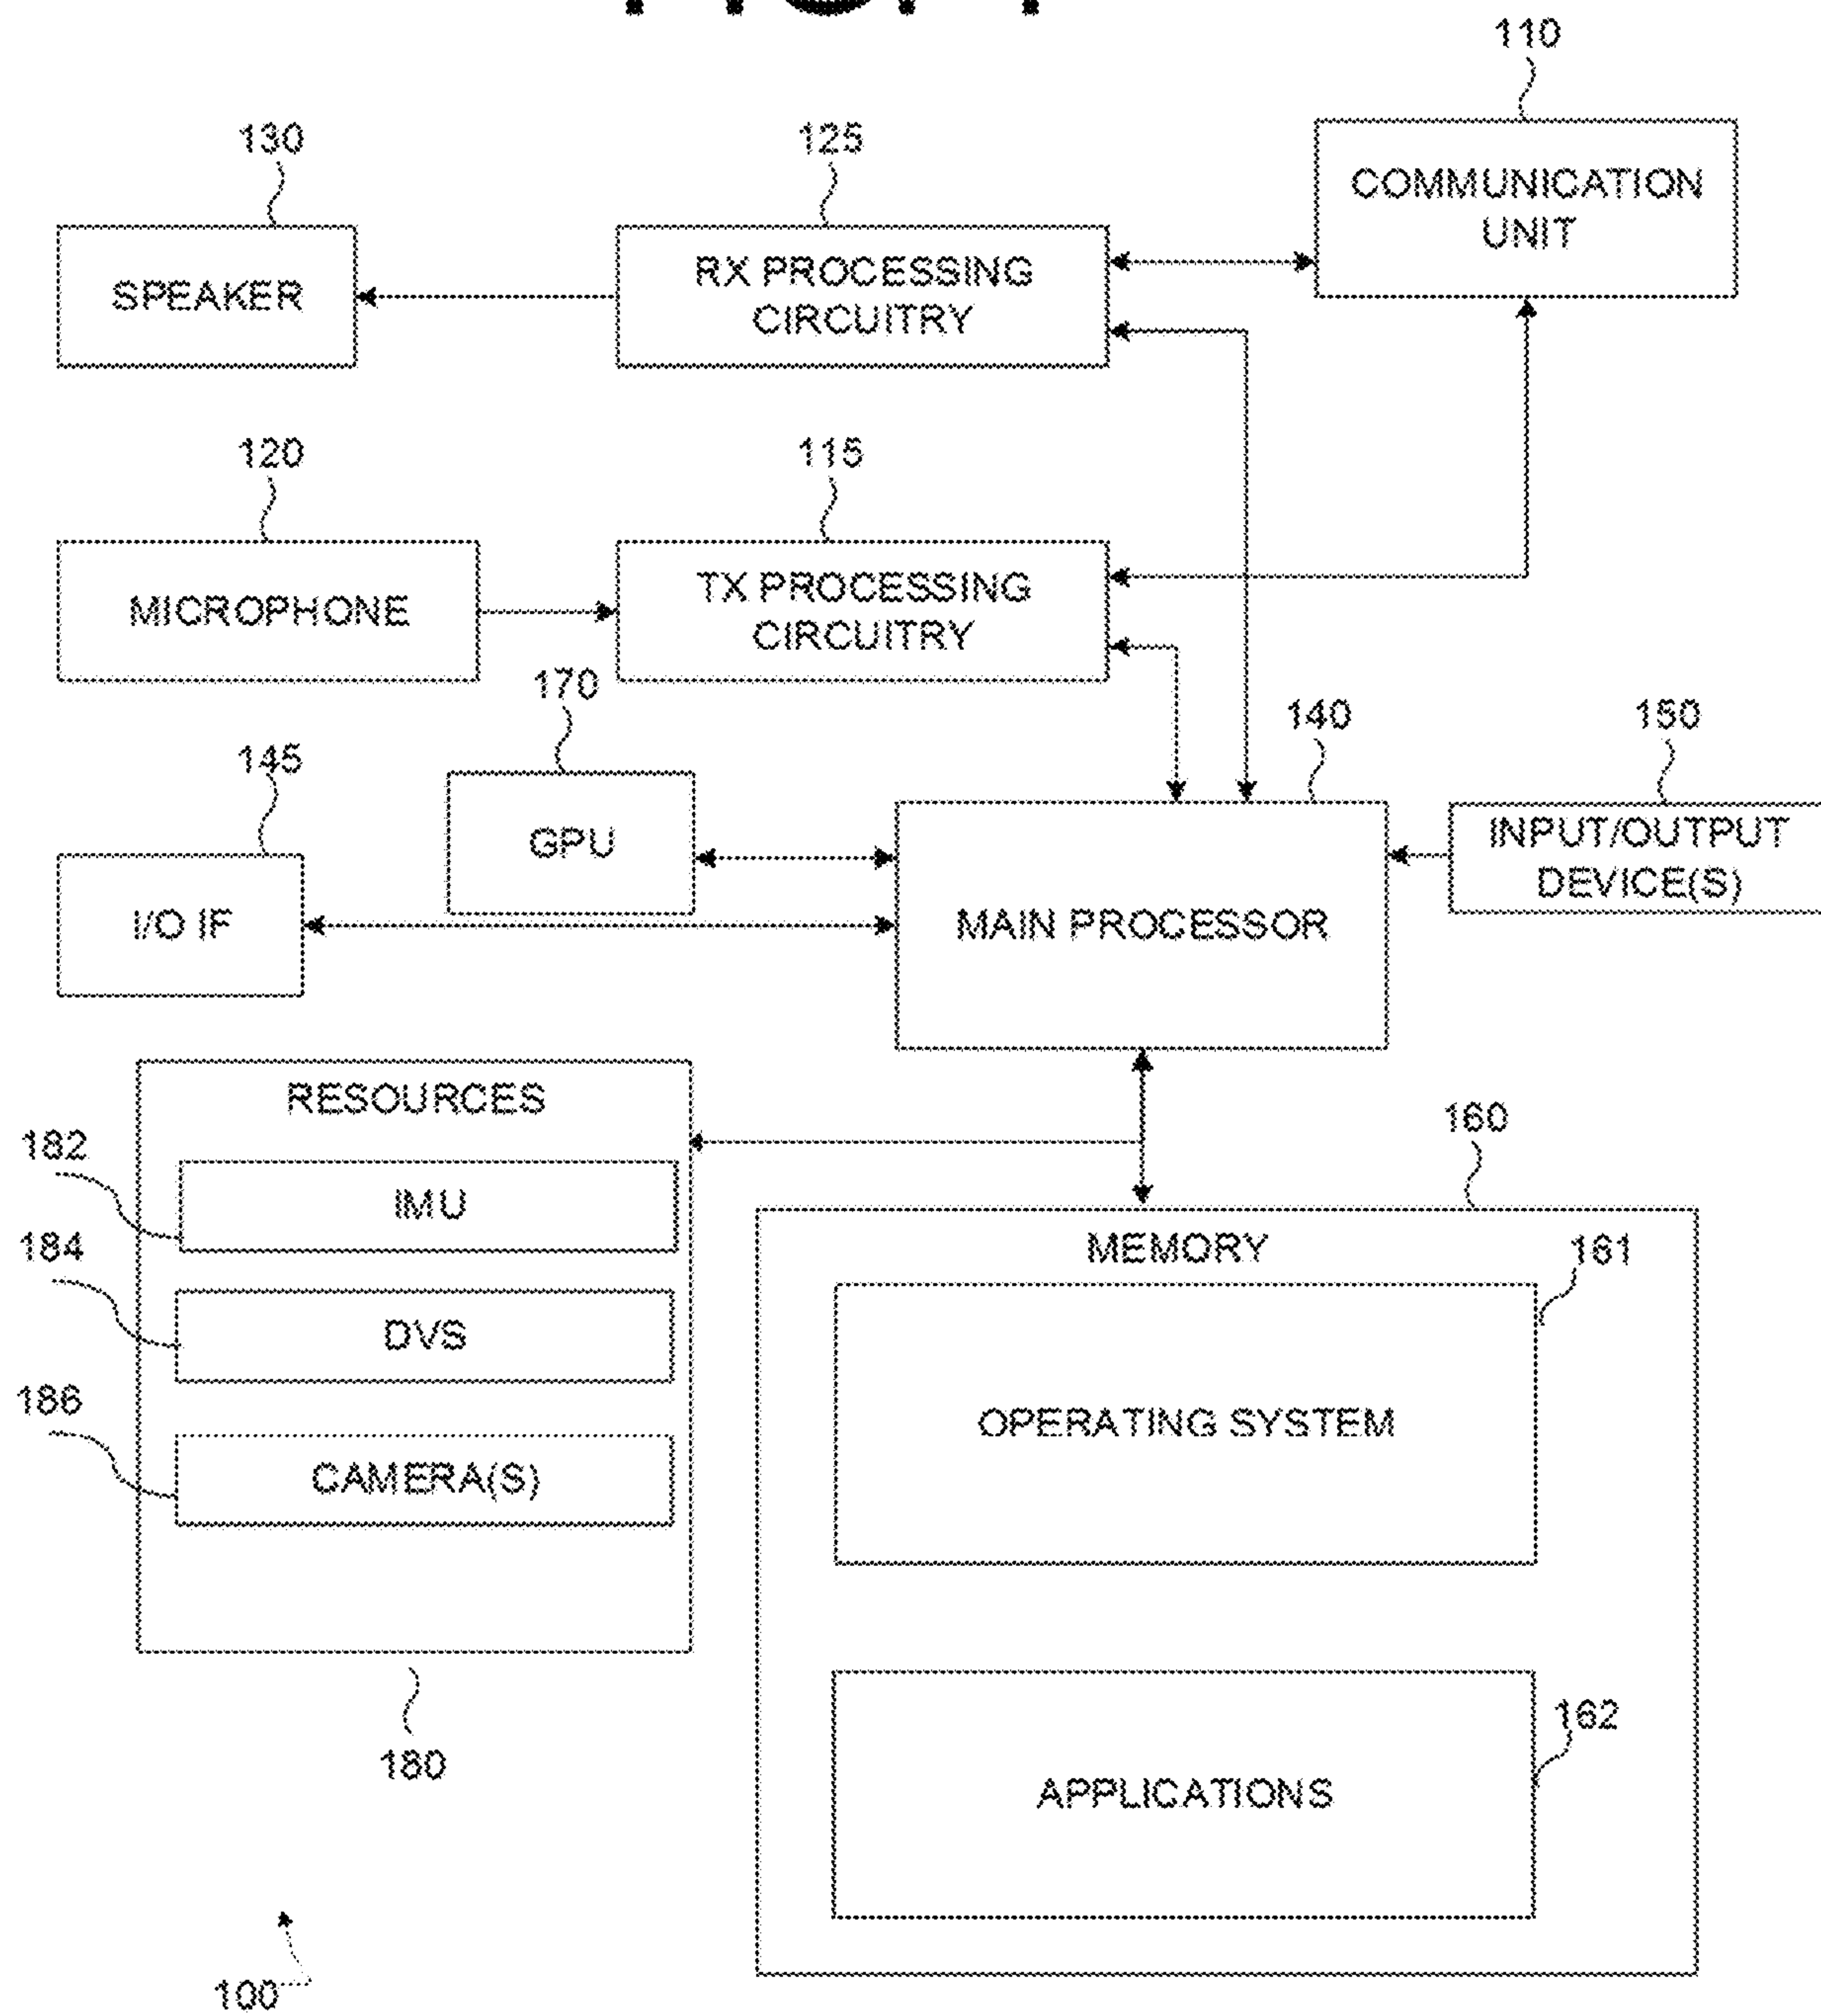 110
130
125
COMMUNICATION
UNIT
SPEAKER
RX PROCESSING
CIRCUITRY
120
115
MICROPHONE
TX PROCESSING
CIRCUITRY
170
140
150
145
GPU
INPUT/OUTPUT
DEVICE(S)
I/O IF
MAIN PROCESSOR
RESOURCES
160
182
IMU
MEMORY
161
184
DVS
186
OPERATING SYSTEM
CAMERA(S)
162
180
APPLICATIONS
100